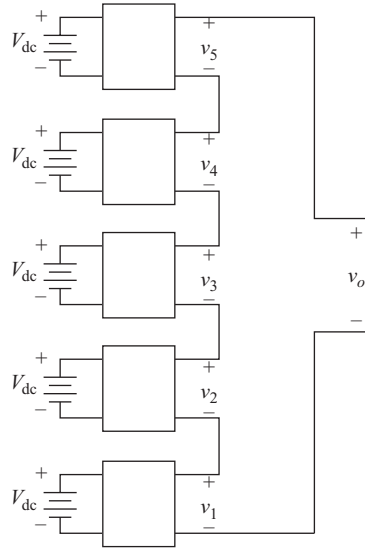 + +
V_dc v_5
− −
+ +
V_dc v_4
− −
+
+ +
V_dc v_3 v_o
− −
−
+ +
V_dc v_2
− −
+ +
V_dc v_1
− −